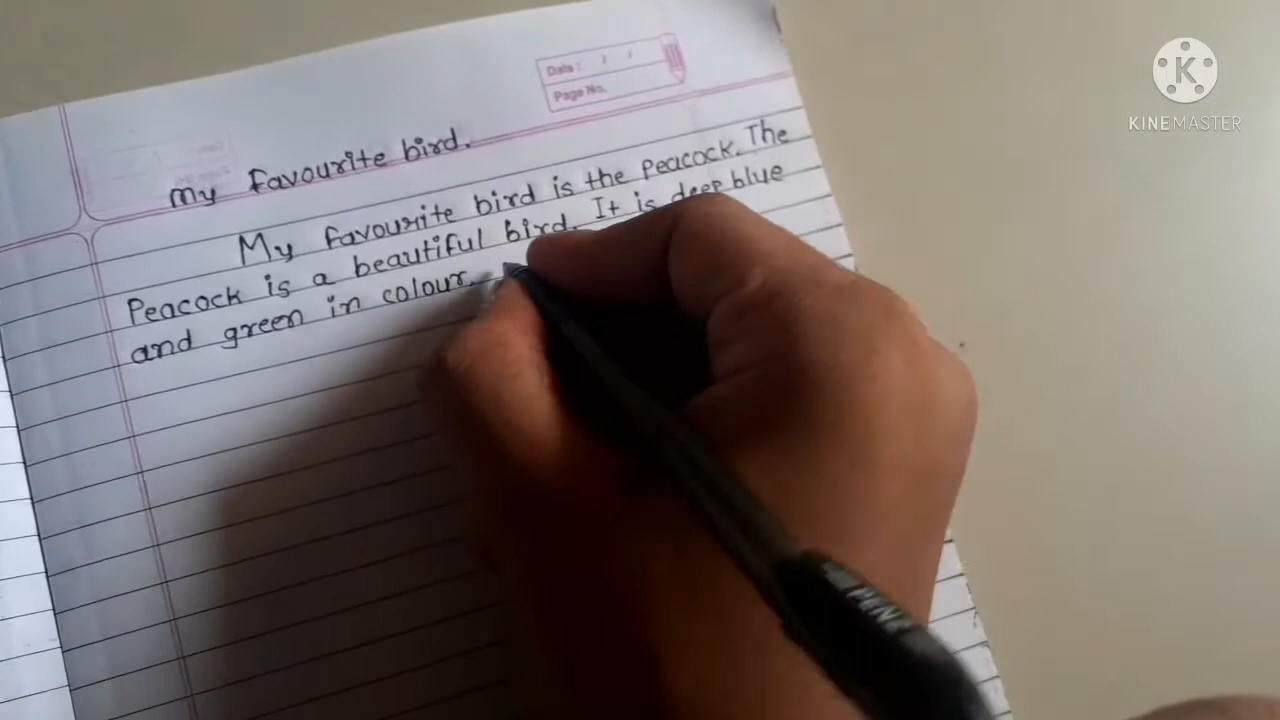 Date : / /
Page No.
K
KINEMASTER
My favourite bird.
My favourite bird is the Peacock. The
Peacock is a beautiful bird. It is deep blue
and green in colour.